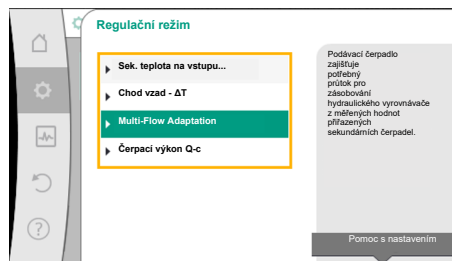 Regulační režim
Sek. teplota na vstupu...
Chod vzad - ΔT
Multi-Flow Adaptation
Čerpací výkon Q-c
Podávací čerpadlo
zajišťuje
potřebný
průtok pro
zásobování
hydraulického vyrovnávače
z měřených hodnot
přiřazených
sekundárních čerpadel.
Pomoc s nastavením